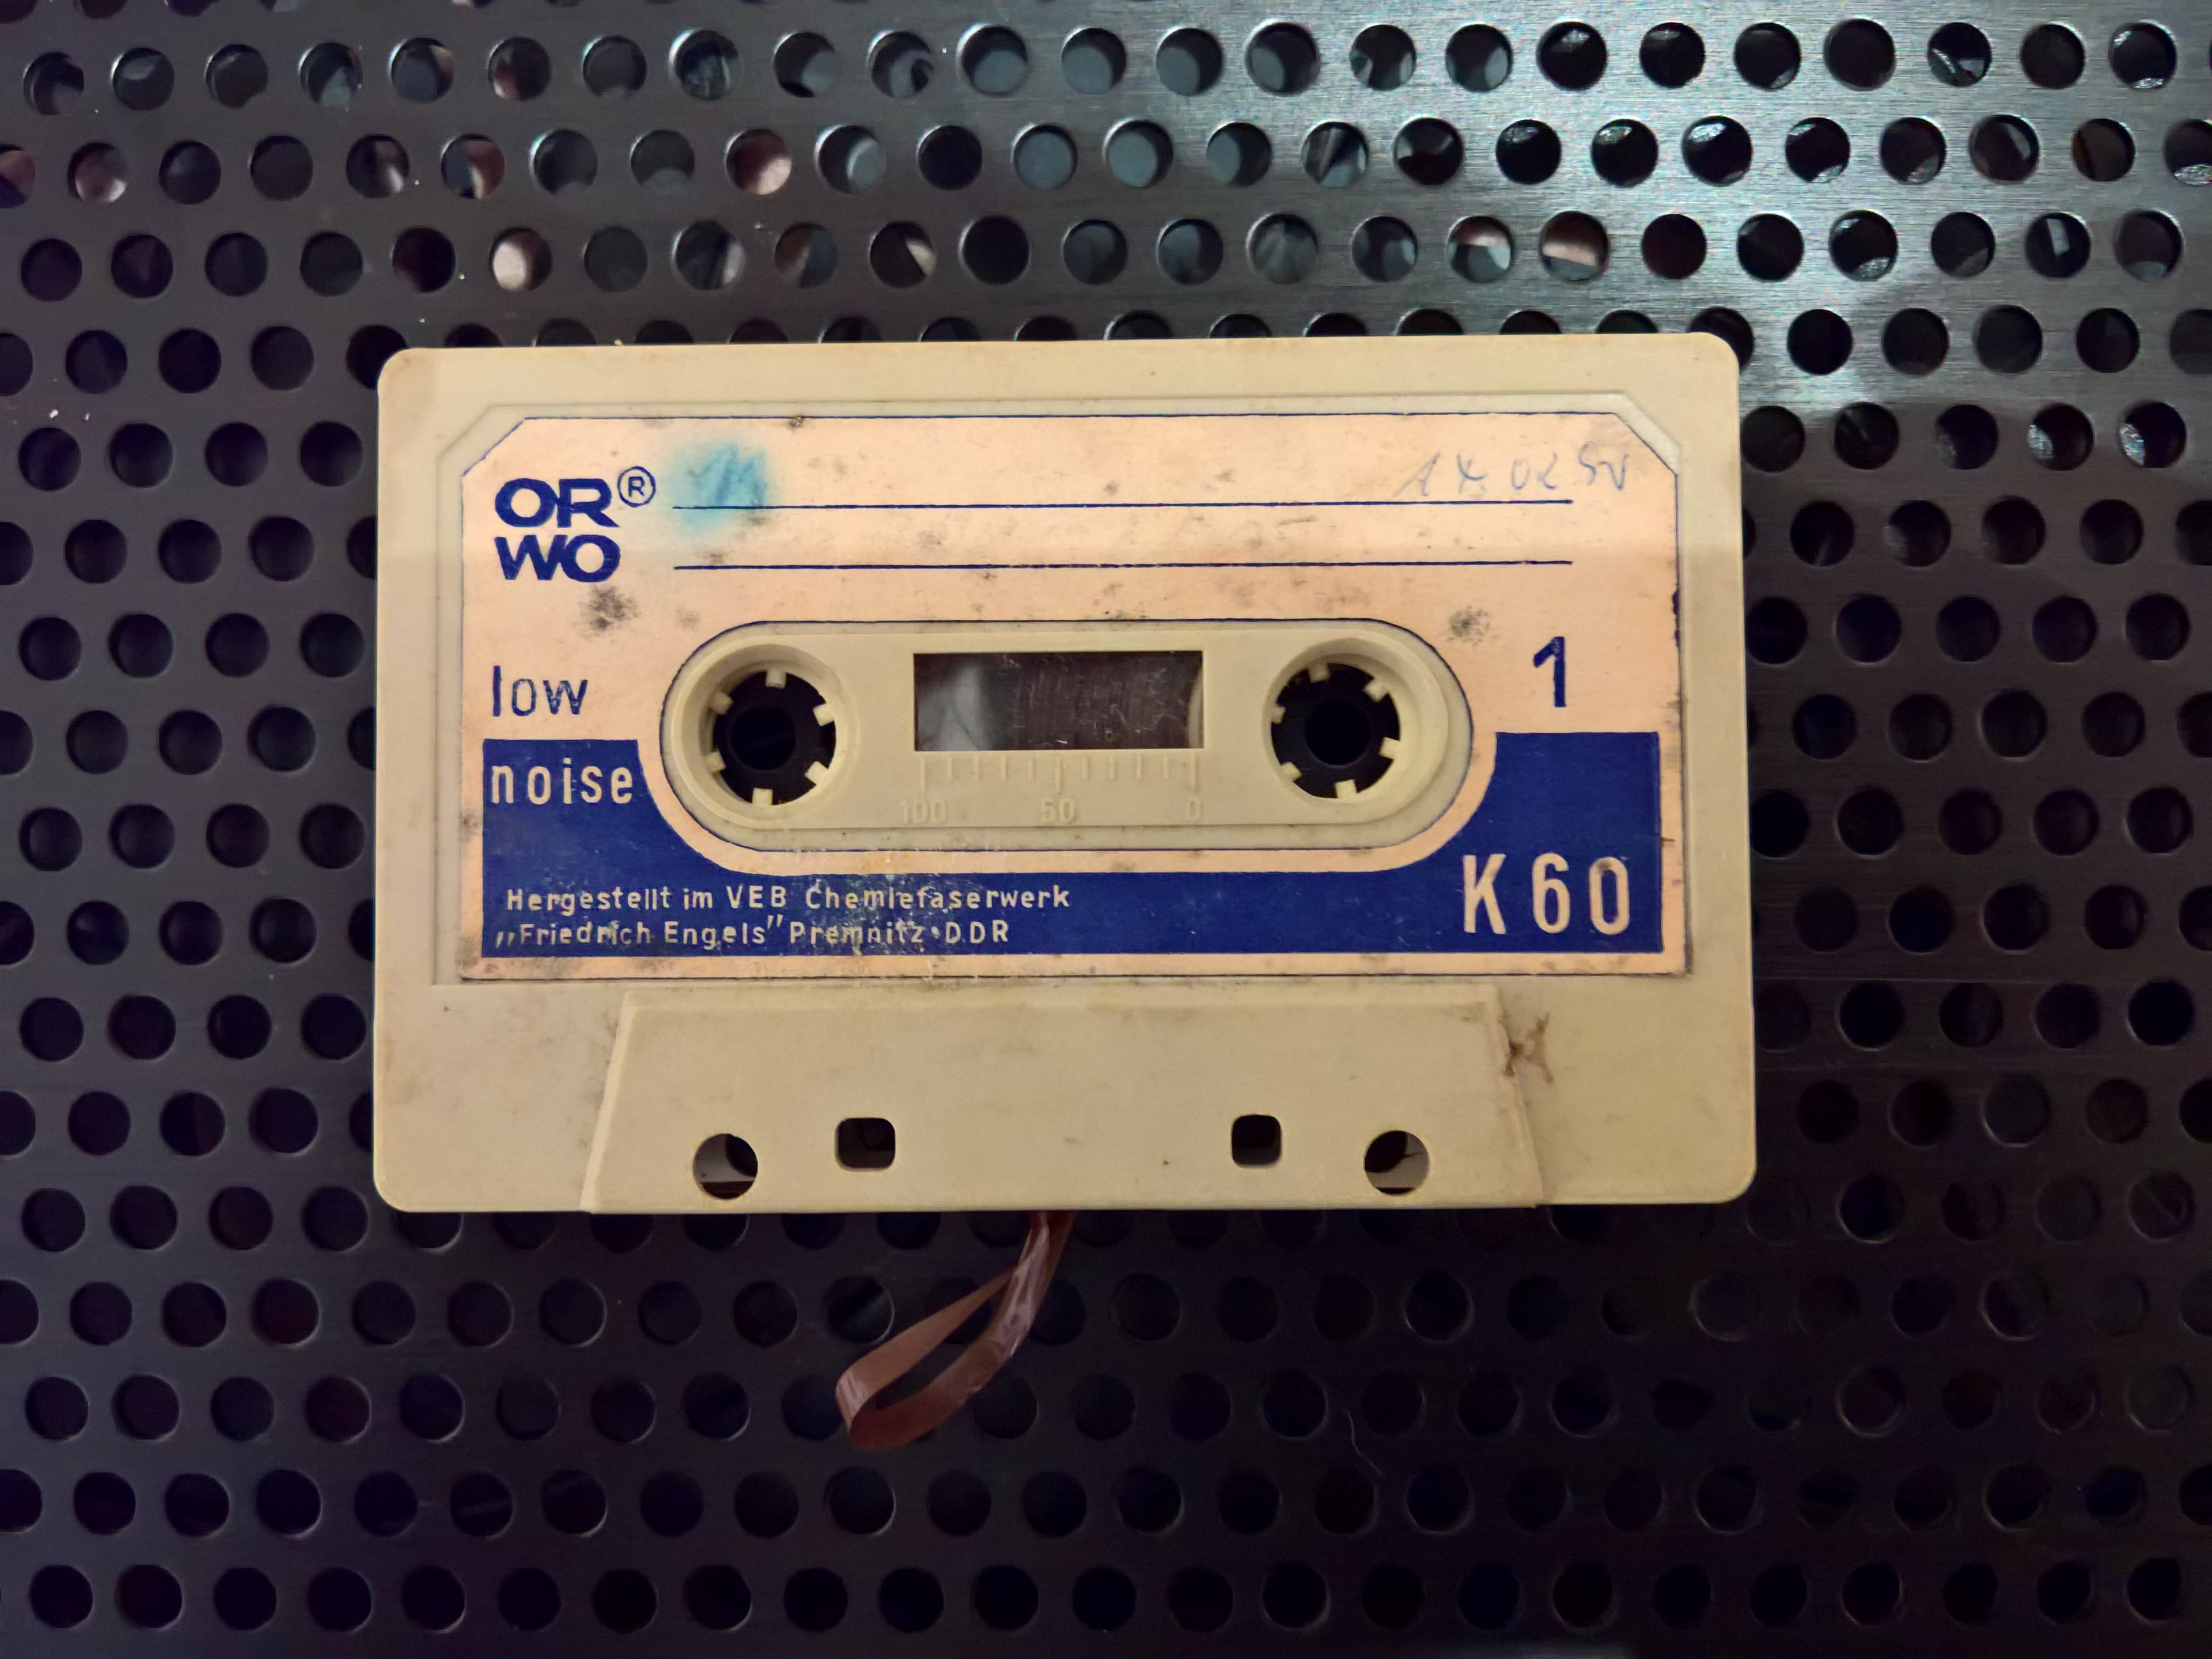 OR®
WO
low
1
noise
100 50 0
K60
Hergestellt im VEB Chemiefaserwerk
„Friedrich Engels” Premnitz·DDR